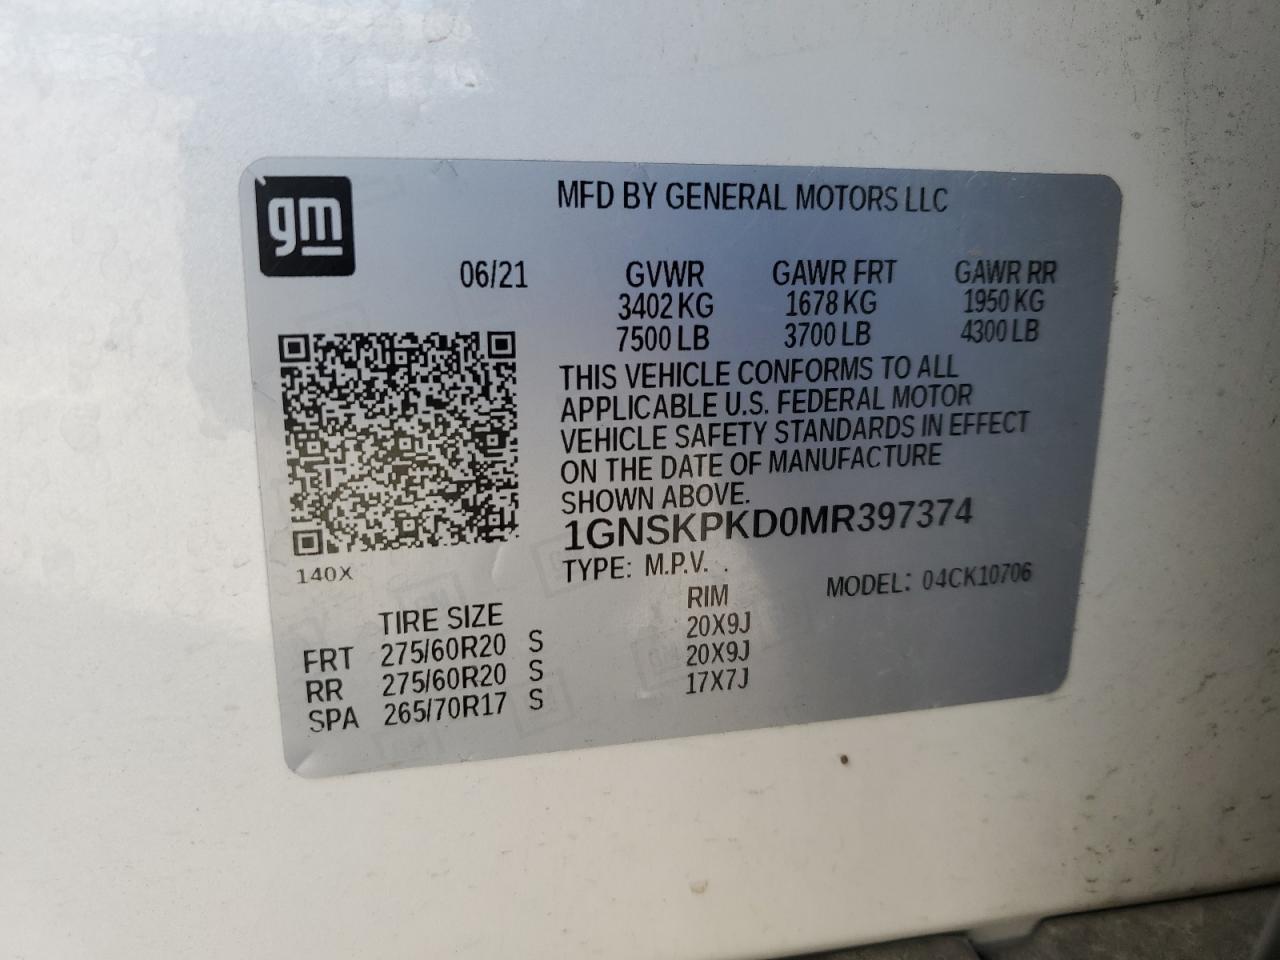 gm
MFD BY GENERAL MOTORS LLC
06/21 GVWR GAWR FRT GAWR RR
3402 KG 1678 KG 1950 KG
7500 LB 3700 LB 4300 LB
THIS VEHICLE CONFORMS TO ALL
APPLICABLE U.S. FEDERAL MOTOR
VEHICLE SAFETY STANDARDS IN EFFECT
ON THE DATE OF MANUFACTURE
SHOWN ABOVE.
1GNSKPKD0MR397374
140X
TYPE: M.P.V. MODEL: 04CK10706
TIRE SIZE RIM
FRT 275/60R20 S 20X9J
RR 275/60R20 S 20X9J
SPA 265/70R17 S 17X7J